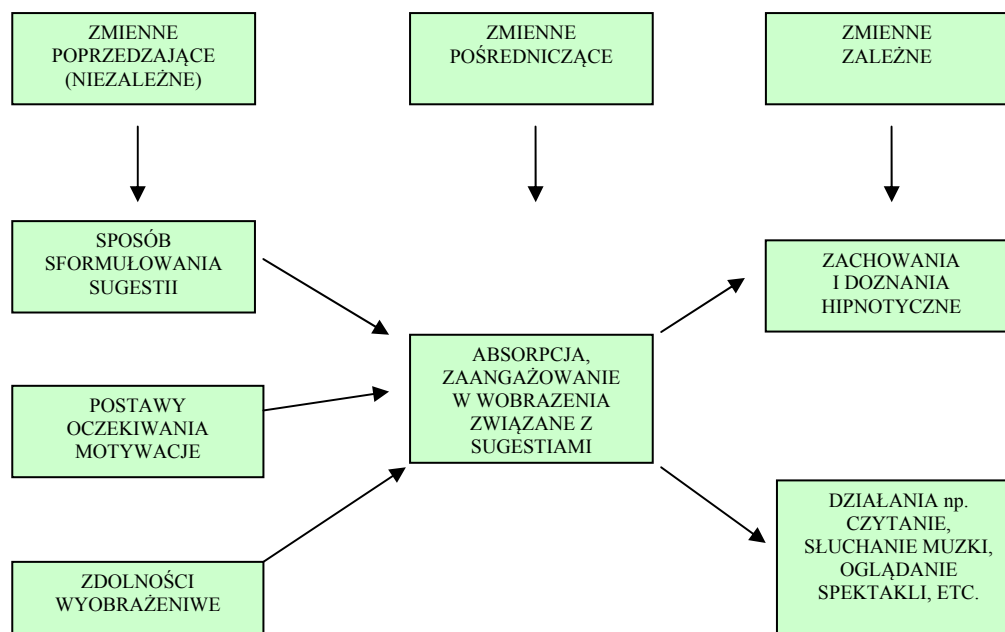 ZMIENNE
POPRZEDZAJĄCE
(NIEZALEŻNE)
ZMIENNE
POŚREDNICZĄCE
ZMIENNE
ZALEŻNE
SPOSÓB
SFORMUŁOWANIA
SUGESTII
ZACHOWANIA
I DOZNANIA
HIPNOTYCZNE
ABSORPCJA,
ZAANGAŻOWANIE
W WOBRAZENIA
ZWIĄZANE Z
SUGESTIAMI
POSTAWY
OCZEKIWANIA
MOTYWACJE
DZIAŁANIA np.
CZYTANIE,
SŁUCHANIE MUZKI,
OGLĄDANIE
SPEKTAKLI, ETC.
ZDOLNOŚCI
WYOBRAŻENIWE